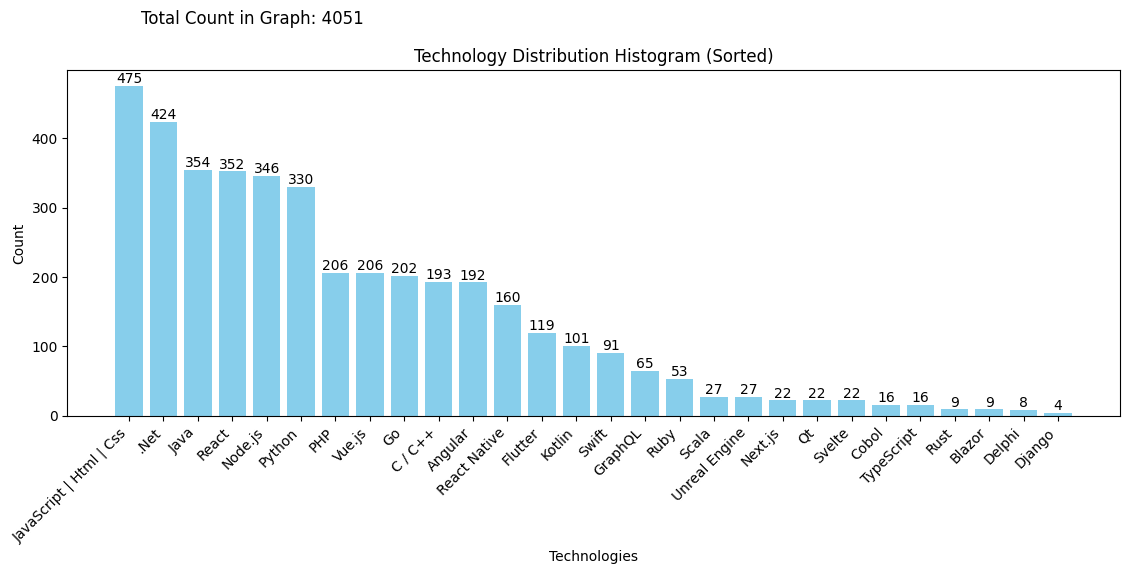 Total Count in Graph: 4051
Technology Distribution Histogram (Sorted)
475
424
354
352
346
330
206
206
202
193
192
160
119
101
91
65
53
27
27
22
22
22
16
16
9
9
8
4
Count
400
300
200
100
0
JavaScript | Html | Css
.Net
Java
React
Node.js
Python
PHP
Vue.js
Go
C / C++
Angular
React Native
Flutter
Kotlin
Swift
GraphQL
Ruby
Scala
Unreal Engine
Next.js
Qt
Svelte
Cobol
TypeScript
Rust
Blazor
Delphi
Django
Technologies